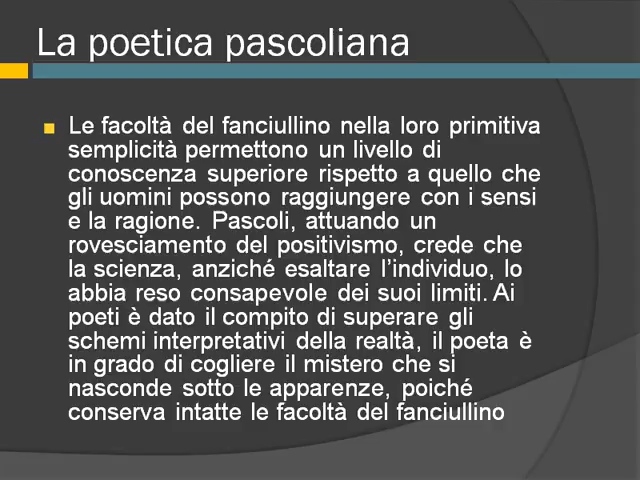 La poetica pascoliana
Le facoltà del fanciullino nella loro primitiva
semplicità permettono un livello di
conoscenza superiore rispetto a quello che
gli uomini possono raggiungere con i sensi
e la ragione. Pascoli, attuando un
rovesciamento del positivismo, crede che
la scienza, anziché esaltare l'individuo, lo
abbia reso consapevole dei suoi limiti. Ai
poeti è dato il compito di superare gli
schemi interpretativi della realtà, il poeta è
in grado di cogliere il mistero che si
nasconde sotto le apparenze, poiché
conserva intatte le facoltà del fanciullino